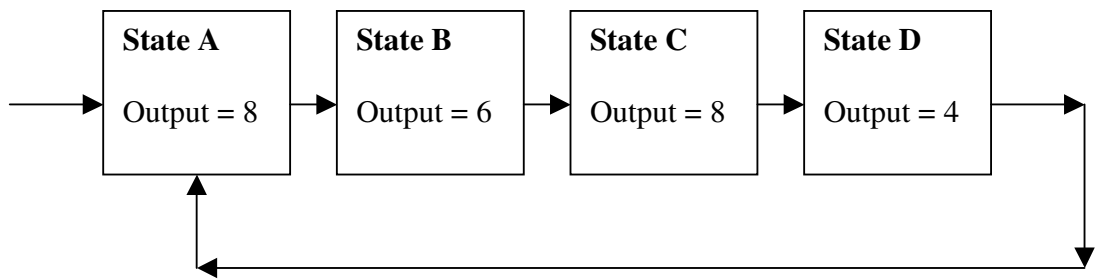 State A
Output = 8
State B
Output = 6
State C
Output = 8
State D
Output = 4